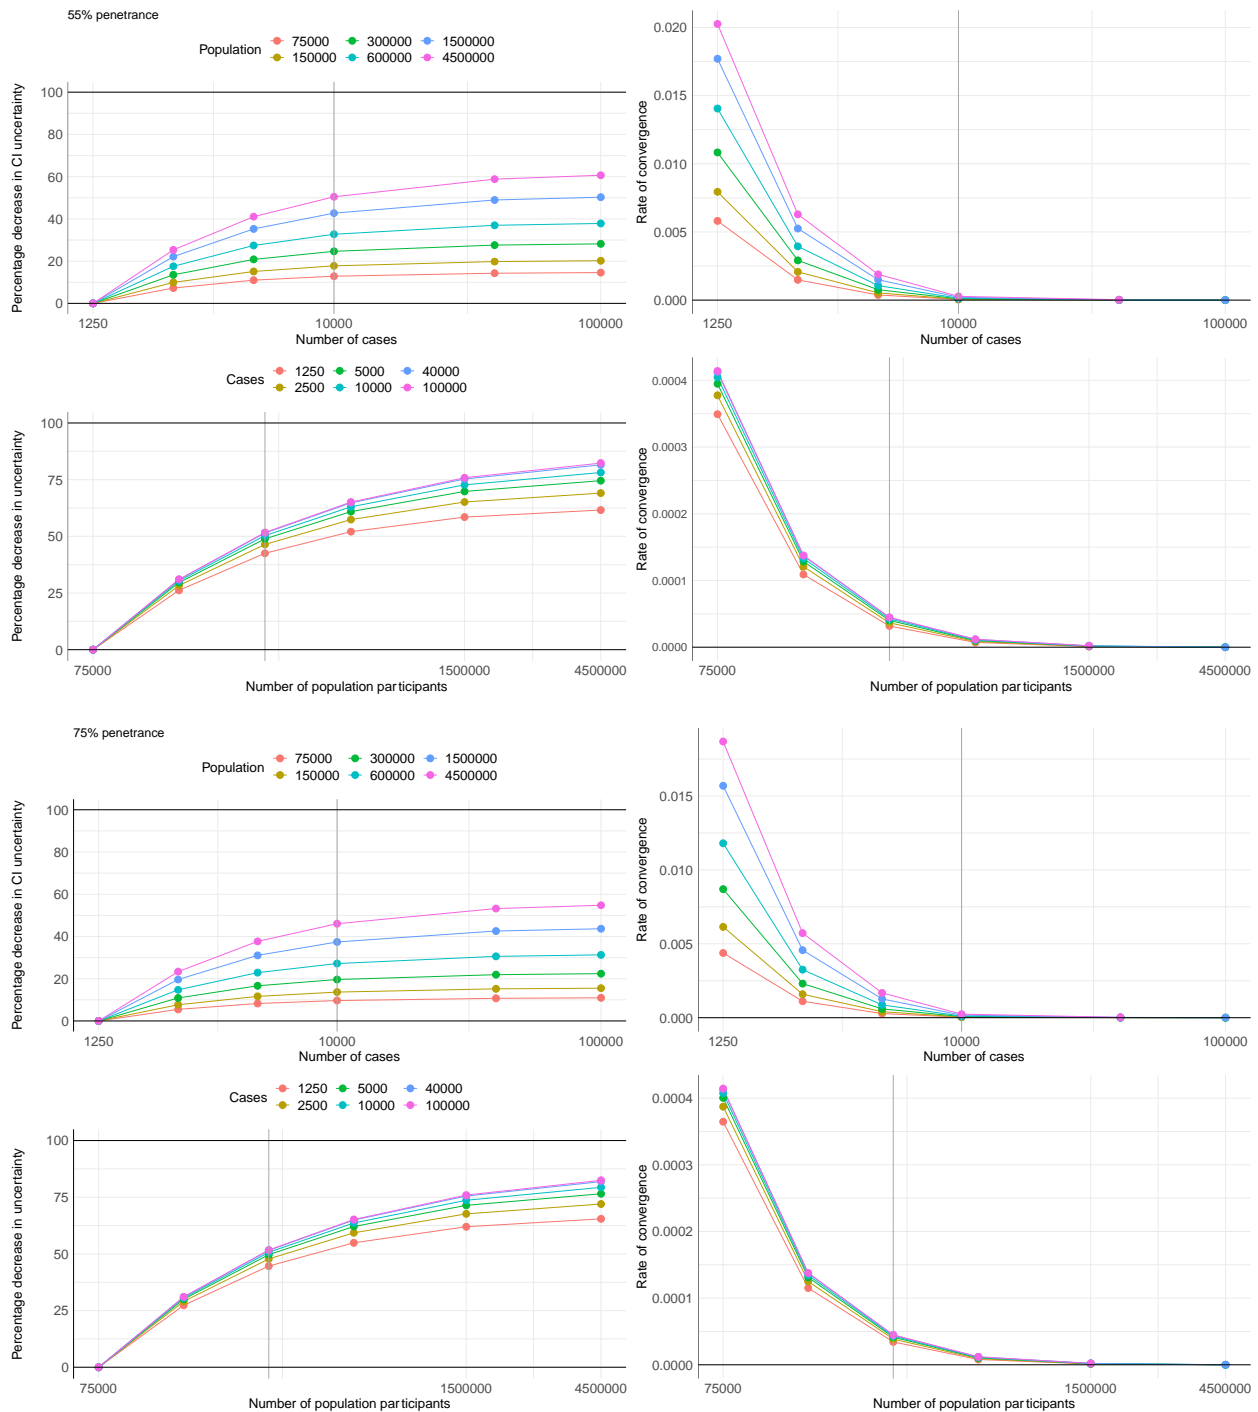 55% penetrance
Population 75000 300000 1500000
150000 600000 4500000
Percentage decrease in CI uncertainty
100
80
60
40
20
0
1250 10000 100000
Number of cases
Rate of convergence
0.020
0.015
0.010
0.005
0.000
1250 10000 100000
Number of cases
Cases 1250 5000 40000
2500 10000 100000
Percentage decrease in uncertainty
100
75
50
25
0
75000 1500000 4500000
Number of population participants
Rate of convergence
0.0004
0.0003
0.0002
0.0001
0.0000
75000 1500000 4500000
Number of population participants
75% penetrance
Population 75000 300000 1500000
150000 600000 4500000
Percentage decrease in CI uncertainty
100
80
60
40
20
0
1250 10000 100000
Number of cases
Rate of convergence
0.015
0.010
0.005
0.000
1250 10000 100000
Number of cases
Cases 1250 5000 40000
2500 10000 100000
Percentage decrease in uncertainty
100
75
50
25
0
75000 1500000 4500000
Number of population participants
Rate of convergence
0.0004
0.0003
0.0002
0.0001
0.0000
75000 1500000 4500000
Number of population participants